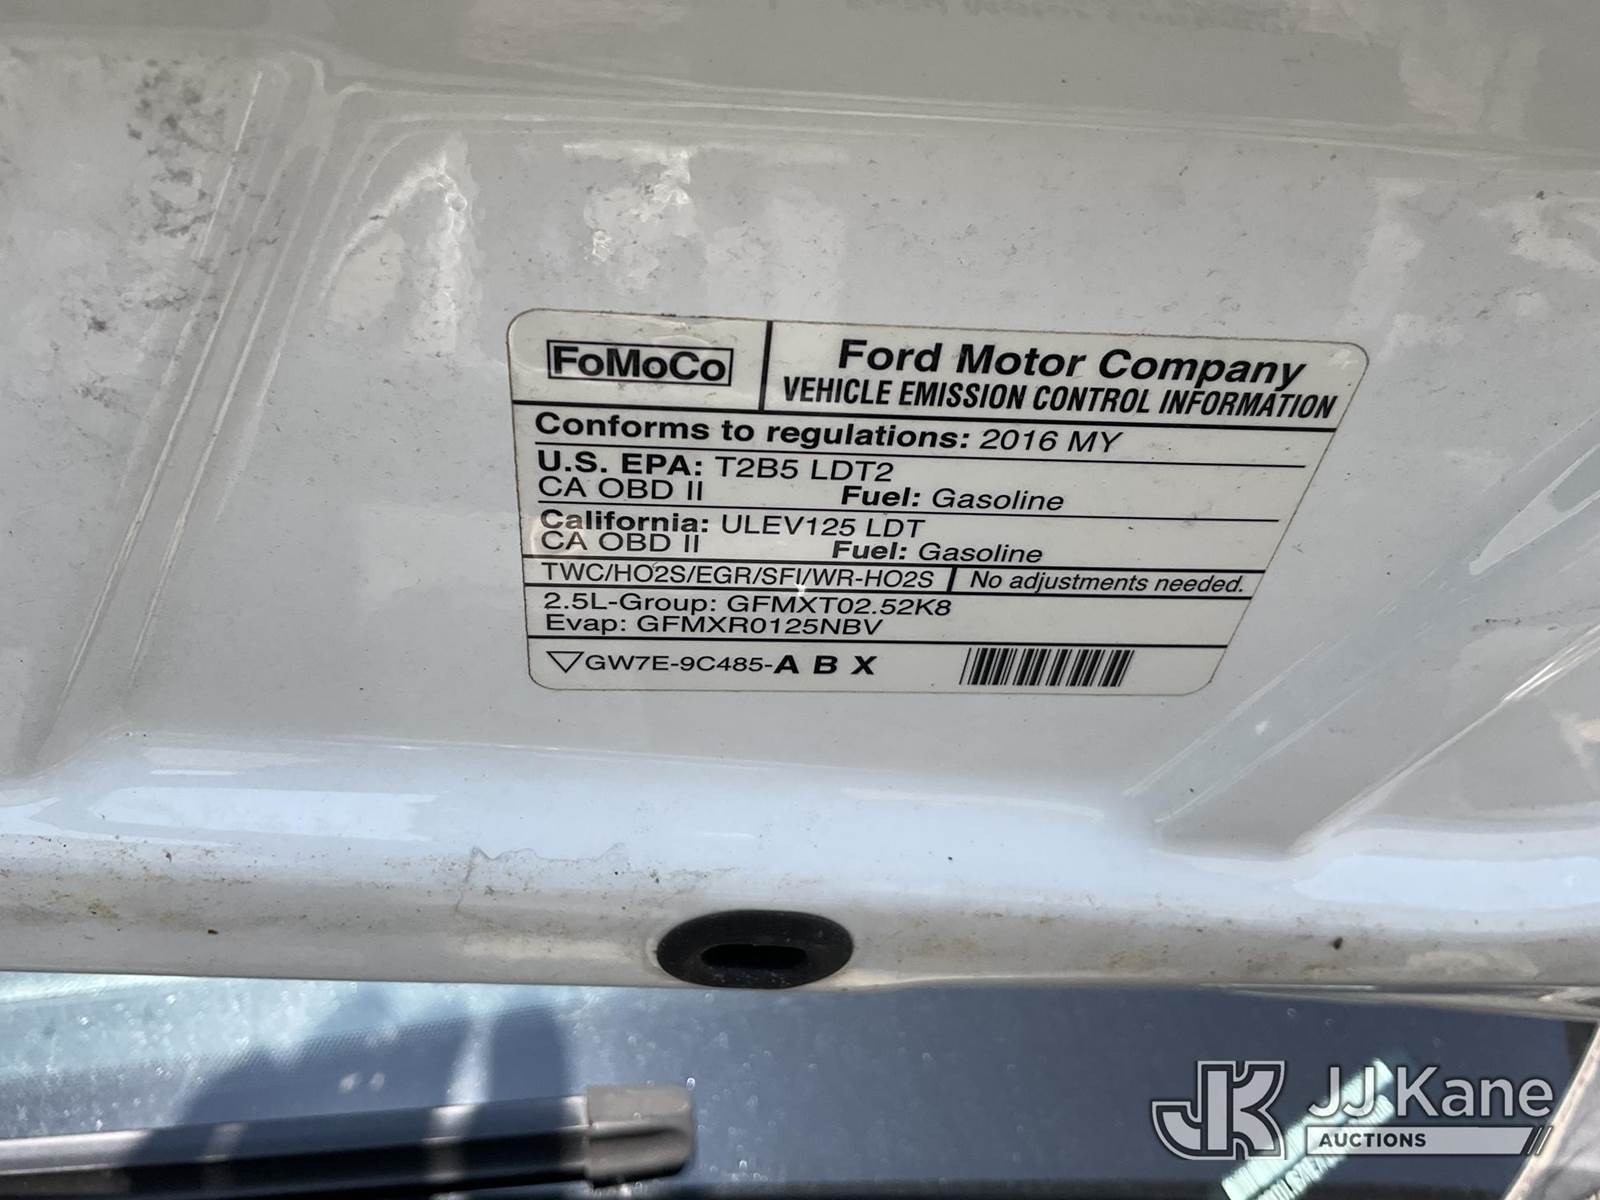 FoMoCo
Ford Motor Company
VEHICLE EMISSION CONTROL INFORMATION
Conforms to regulations: 2016 MY
U.S. EPA: T2B5 LDT2
CA OBD II Fuel: Gasoline
California: ULEV125 LDT
CA OBD II Fuel: Gasoline
TWC/HO2S/EGR/SFI/WR-HO2S No adjustments needed.
2.5L-Group: GFMXT02.52K8
Evap: GFMXR0125NBV
GW7E-9C485-A B X
JK
JJ Kane
AUCTIONS